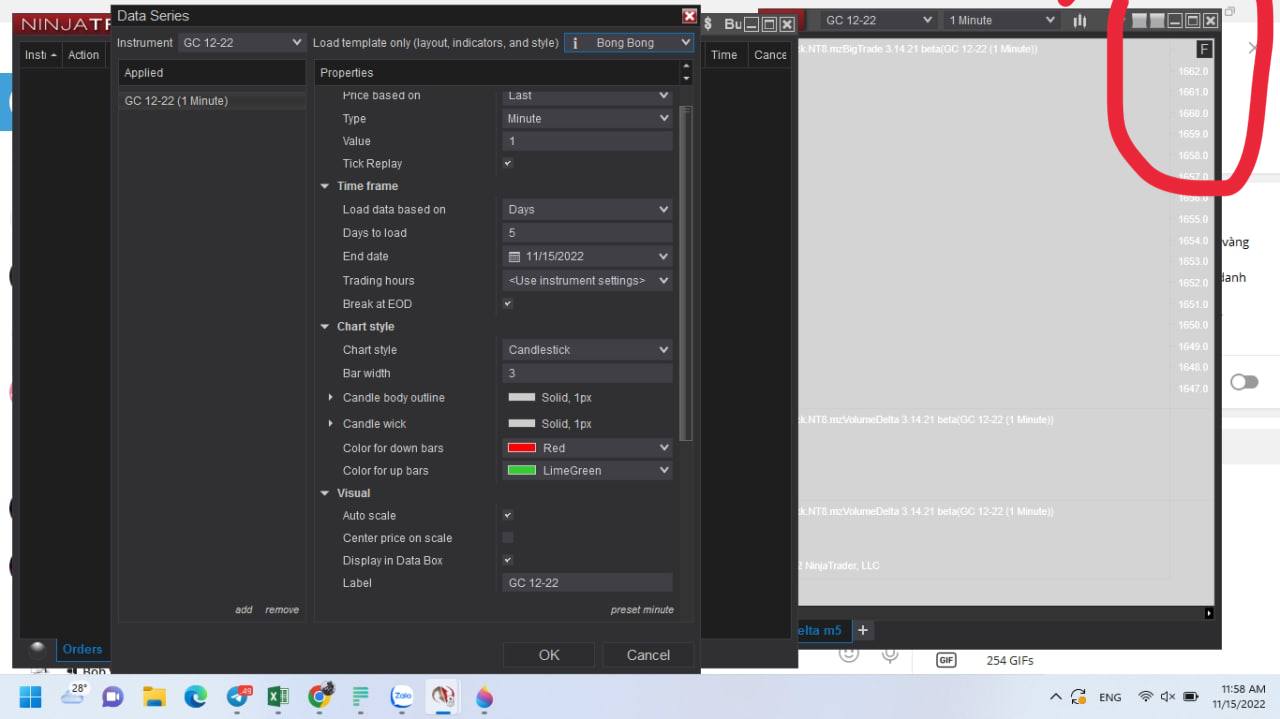 NINJAT
Data Series
$ Bu
GC 12-22
1 Minute
Instrument GC 12-22
Load template only (layout, indicators, and style) i Bong Bong
Insti Action
Time Cance
Applied
Properties
GC 12-22 (1 Minute)
Price based on Last
Type Minute
Value 1
Tick Replay
Time frame
Load data based on Days
Days to load 5
End date 11/15/2022
Trading hours <Use instrument settings>
Break at EOD
Chart style
Chart style Candlestick
Bar width 3
Candle body outline Solid, 1px
Candle wick Solid, 1px
Color for down bars Red
Color for up bars LimeGreen
Visual
Auto scale
Center price on scale
Display in Data Box
Label GC 12-22
add remove
preset minute
OK Cancel
Orders
Bob
k.NT8.mzBigTrade 3.14.21 beta(GC 12-22 (1 Minute))
F
1662.0
1661.0
1660.0
1659.0
1658.0
1657.0
1656.0
1655.0
1654.0
1653.0
1652.0
1651.0
1650.0
1649.0
1648.0
1647.0
k.NT8.mzVolumeDelta 3.14.21 beta(GC 12-22 (1 Minute))
k.NT8.mzVolumeDelta 3.14.21 beta(GC 12-22 (1 Minute))
2 NinjaTrader, LLC
elta m5 +
vàng
danh
GIF 254 GIFs
28°
49
Zalo
ENG
11:58 AM
11/15/2022